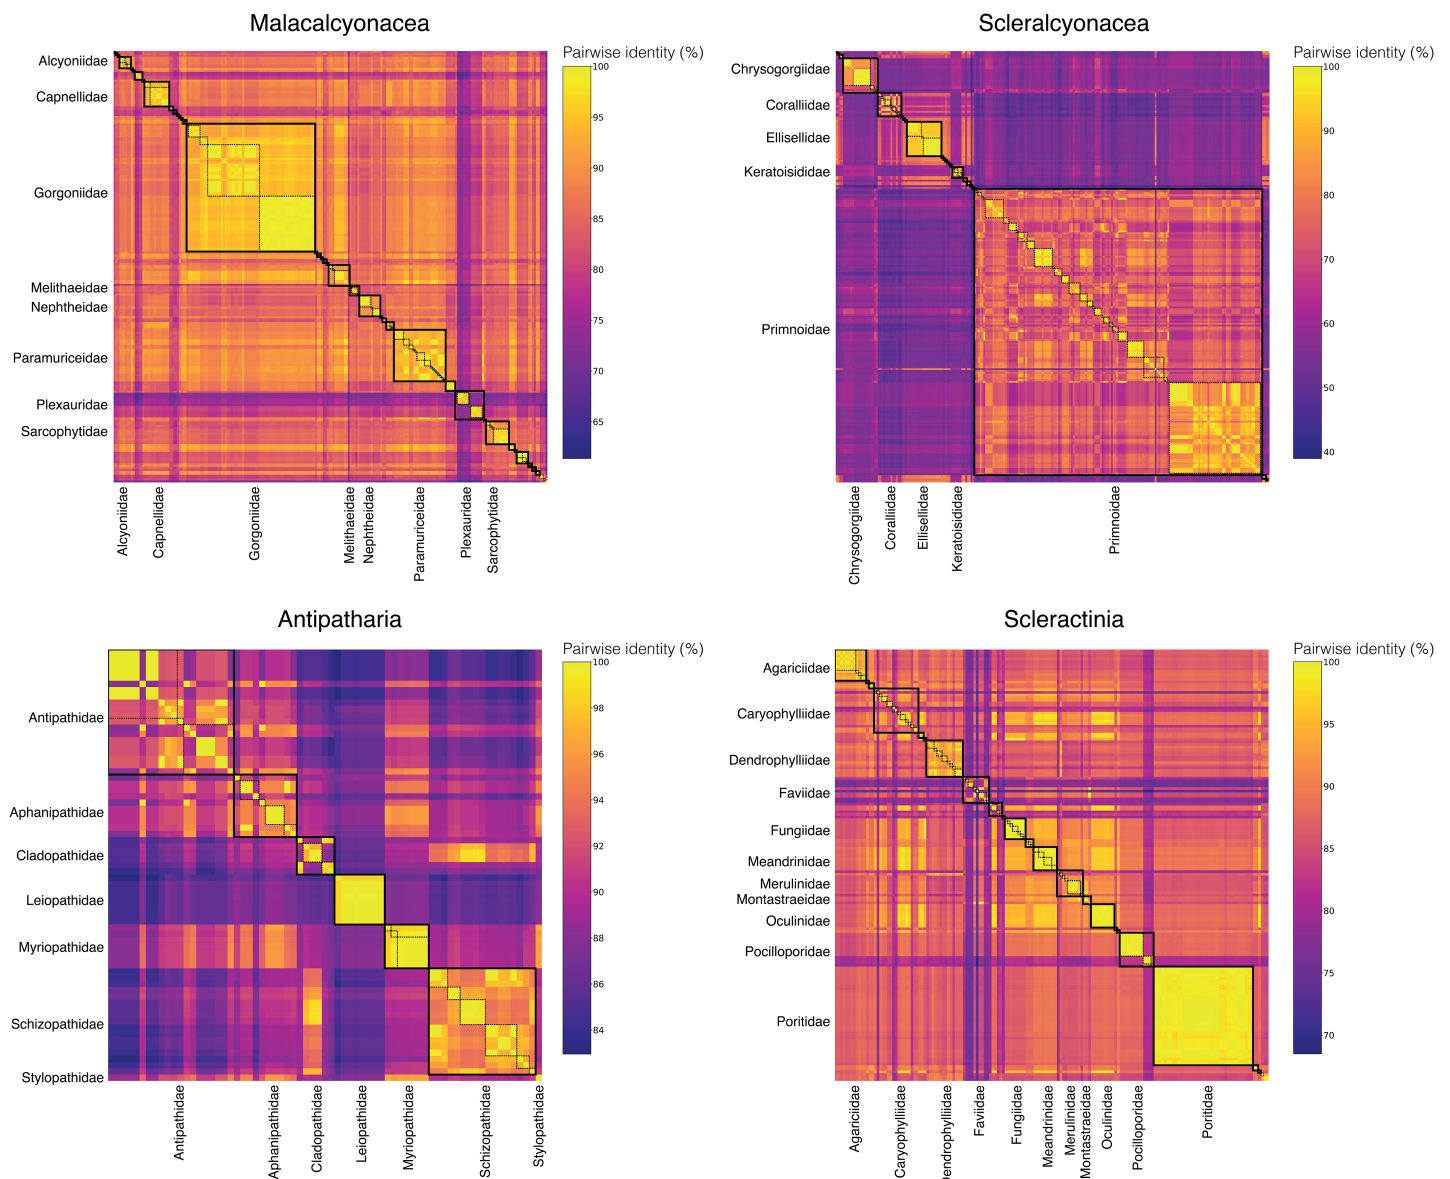 Malacalcyonacea
Pairwise identity (%)
Alcyoniidae
Capnellidae
Gorgoniidae
Melithaeidae
Nephtheidae
Paramuriceidae
Plexauridae
Sarcophytidae
100
95
90
85
80
75
70
65
Alcyoniidae
Capnellidae
Gorgoniidae
Melithaeidae
Nephtheidae
Paramuriceidae
Plexauridae
Sarcophytidae
Scleralcyonacea
Pairwise identity (%)
Chrysogorgiidae
Coralliidae
Ellisellidae
Keratoisididae
Primnoidae
100
90
80
70
60
50
40
Chrysogorgiidae
Coralliidae
Ellisellidae
Keratoisididae
Primnoidae
Antipatharia
Pairwise identity (%)
Antipathidae
Aphanipathidae
Cladopathidae
Leiopathidae
Myriopathidae
Schizopathidae
Stylopathidae
100
98
96
94
92
90
88
86
84
Antipathidae
Aphanipathidae
Cladopathidae
Leiopathidae
Myriopathidae
Schizopathidae
Stylopathidae
Scleractinia
Pairwise identity (%)
Agariciidae
Caryophylliidae
Dendrophylliidae
Faviidae
Fungiidae
Meandrinidae
Merulinidae
Montastraeidae
Oculinidae
Pocilloporidae
Poritidae
100
95
90
85
80
75
70
Agariciidae
Caryophylliidae
endrophylliidae
Faviidae
Fungiidae
Meandrinidae
Merulinidae
Montastraeidae
Oculinidae
Pocilloporidae
Poritidae